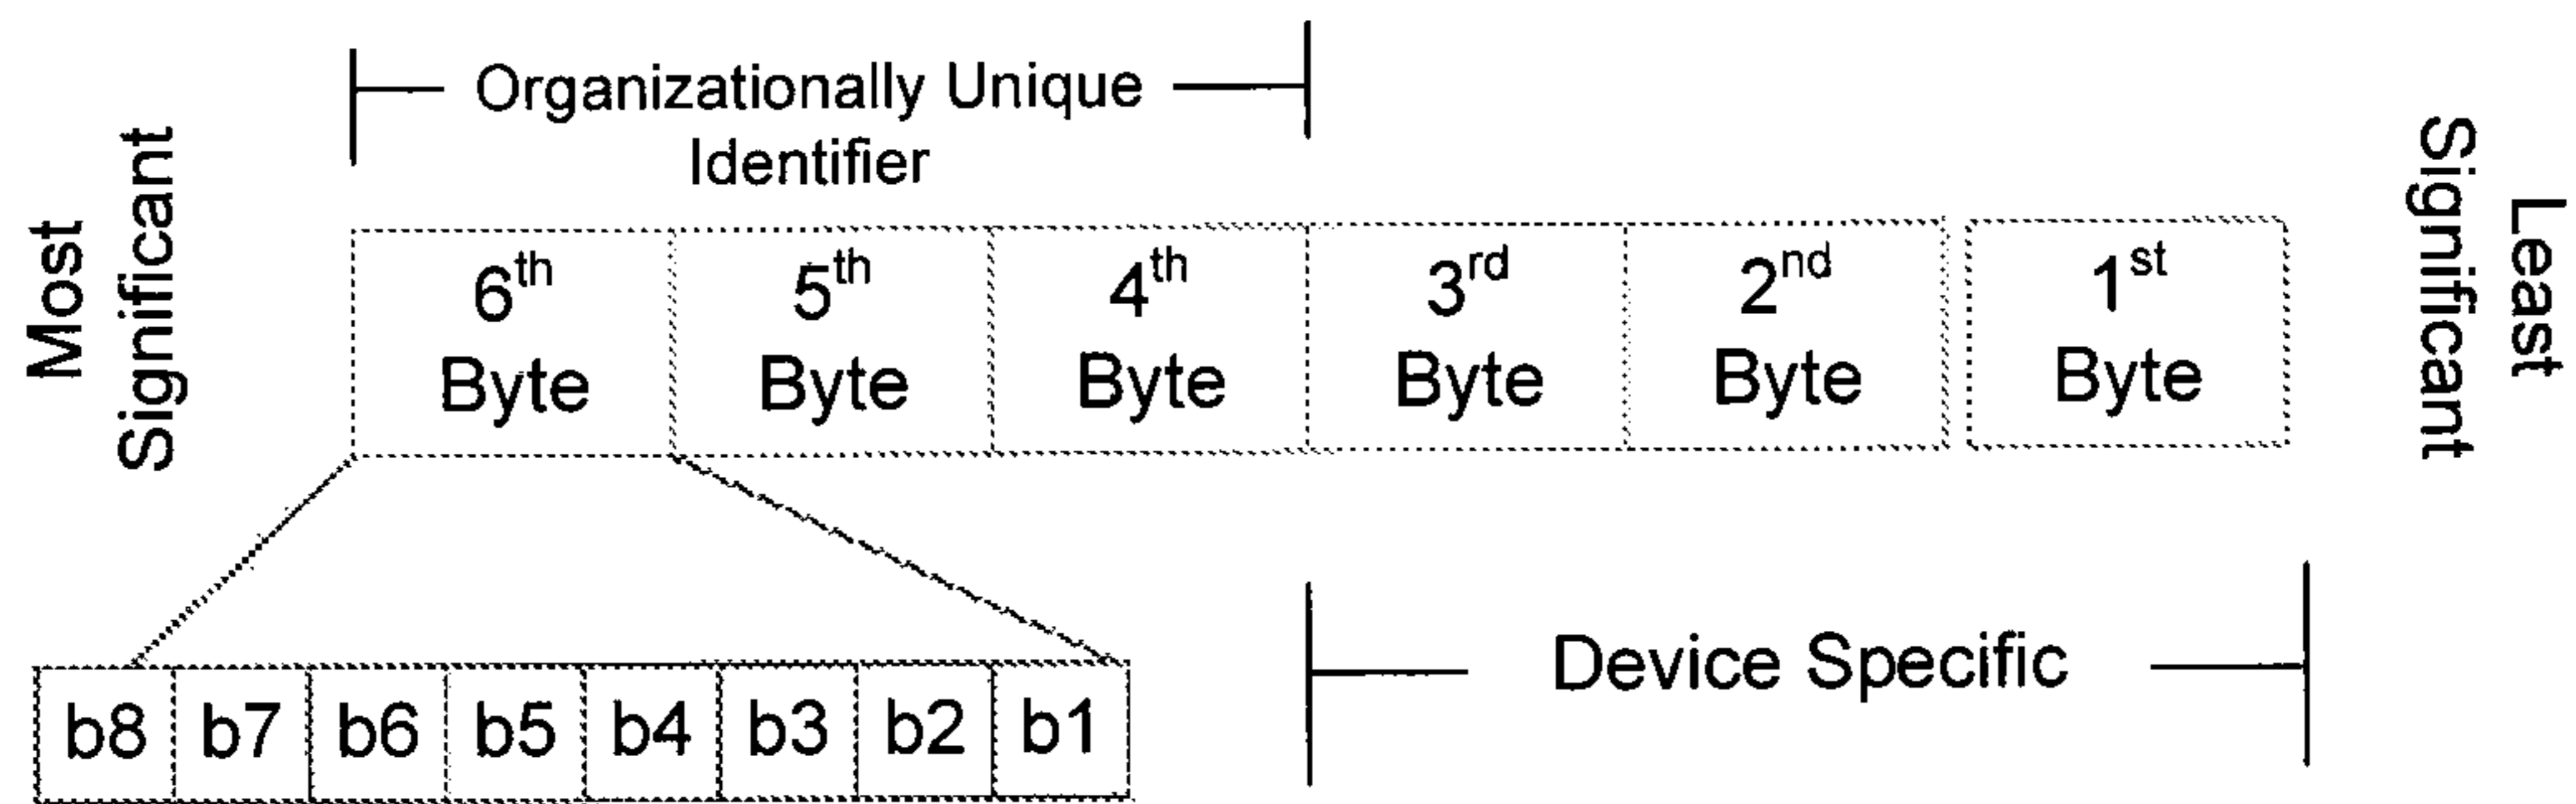 Organizationally Unique
Identifier
Most
Significant
6th
Byte
5th
Byte
4th
Byte
3rd
Byte
2nd
Byte
1st
Byte
Least
Significant
b8 b7 b6 b5 b4 b3 b2 b1
Device Specific